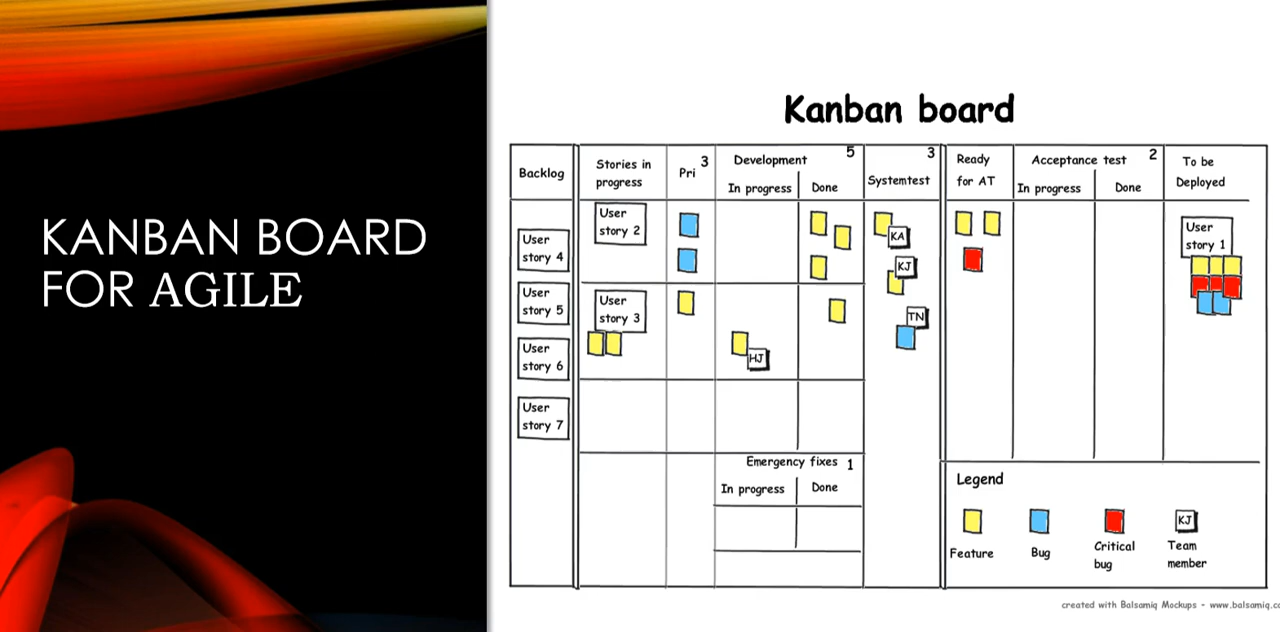 KANBAN BOARD
FOR AGILE
Kanban board
Backlog
Stories in
progress
Pri 3
Development 5
In progress Done
3
Systemtest
Ready
for AT
Acceptance test 2
In progress Done
To be
Deployed
User
story 2
User
story 4
User
story 5
User
story 3
User
story 6
User
story 7
HJ
KA
KJ
TN
User
story 1
Emergency fixes 1
In progress Done
Legend
KJ
Feature
Bug
Critical
bug
Team
member
created with Balsamiq Mockups - www.balsamiq.c